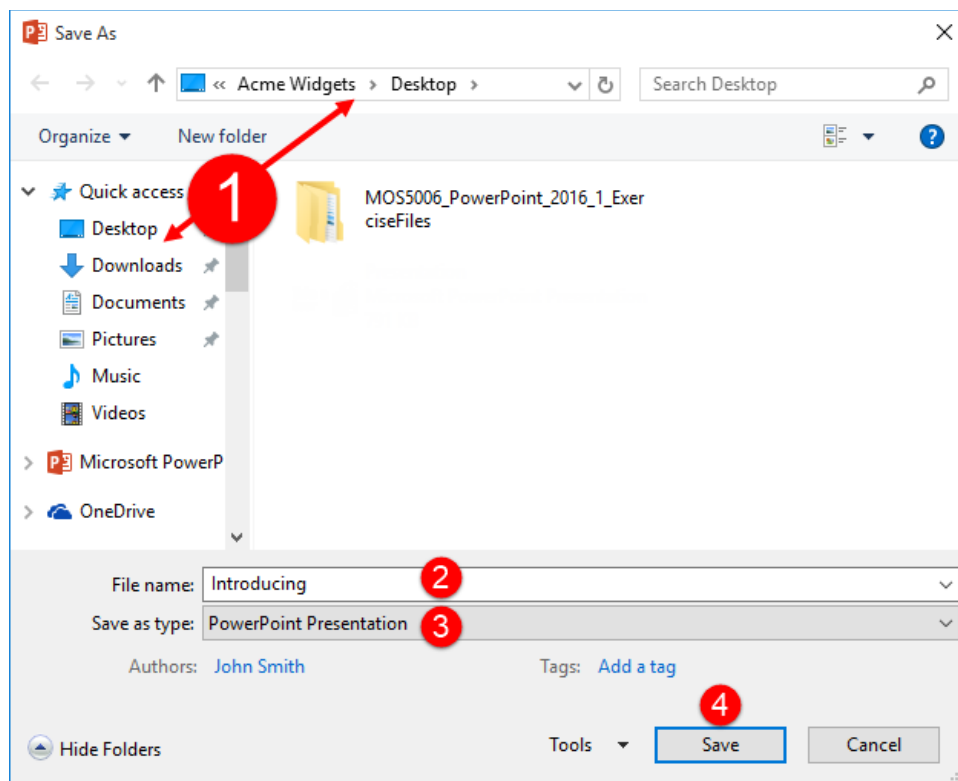 Save As
« Acme Widgets > Desktop >
Search Desktop
Organize
New folder
1
Quick access
Desktop
Downloads
Documents
Pictures
Music
Videos
Microsoft PowerP
OneDrive
MOS5006_PowerPoint_2016_1_Exer
ciseFiles
File name: Introducing 2
Save as type: PowerPoint Presentation 3
Authors: John Smith
Tags: Add a tag
4
Hide Folders
Tools
Save
Cancel